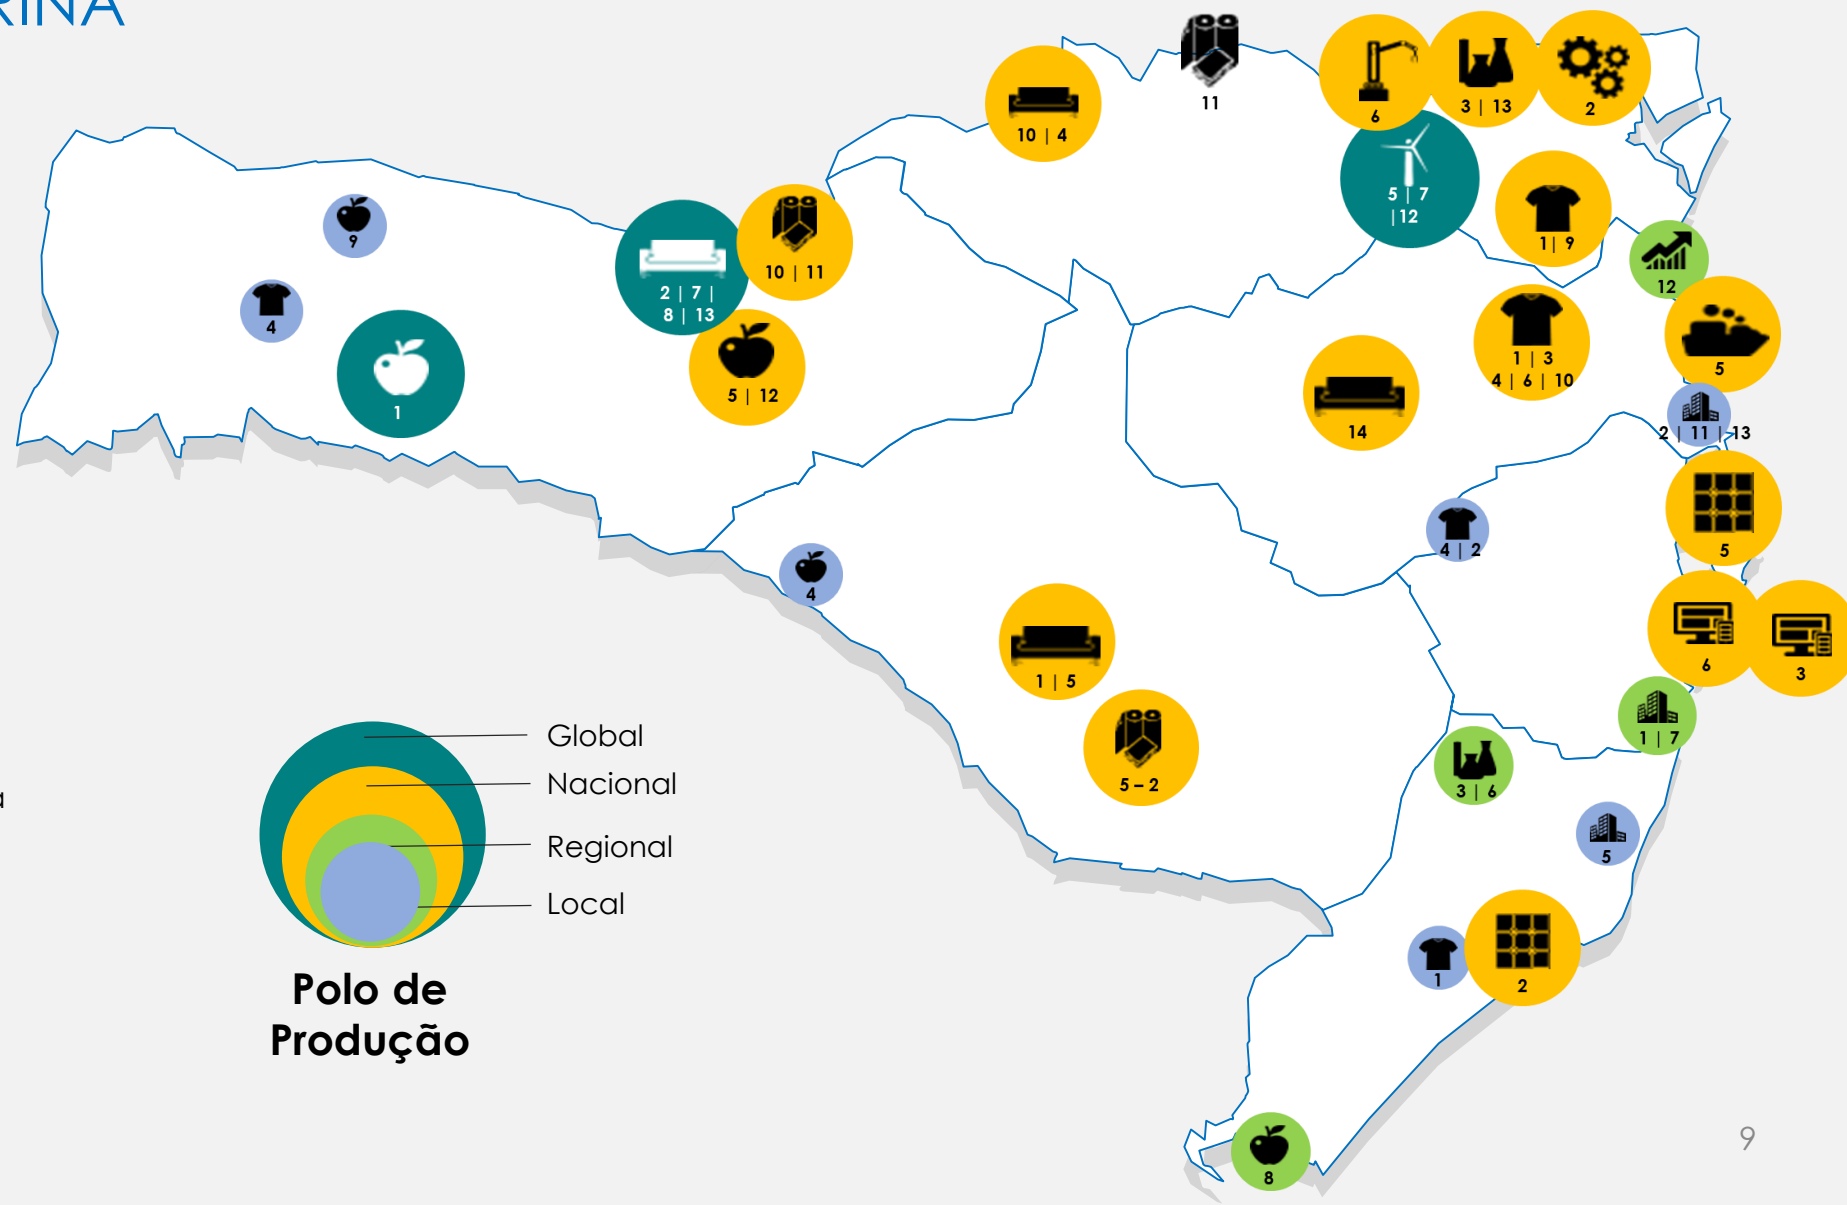 RINA
11
6
3 | 13
2
10 | 4
5 | 7
|12
1| 9
9
10 | 11
2 | 7 |
8 | 13
12
4
5
1 | 3
4 | 6 | 10
5 | 12
1
14
2 | 11 | 13
5
4 | 2
4
6
3
1 | 5
1 | 7
5 – 2
3 | 6
5
1
2
8
Global
Nacional
a
Regional
Local
Polo de
Produção
9